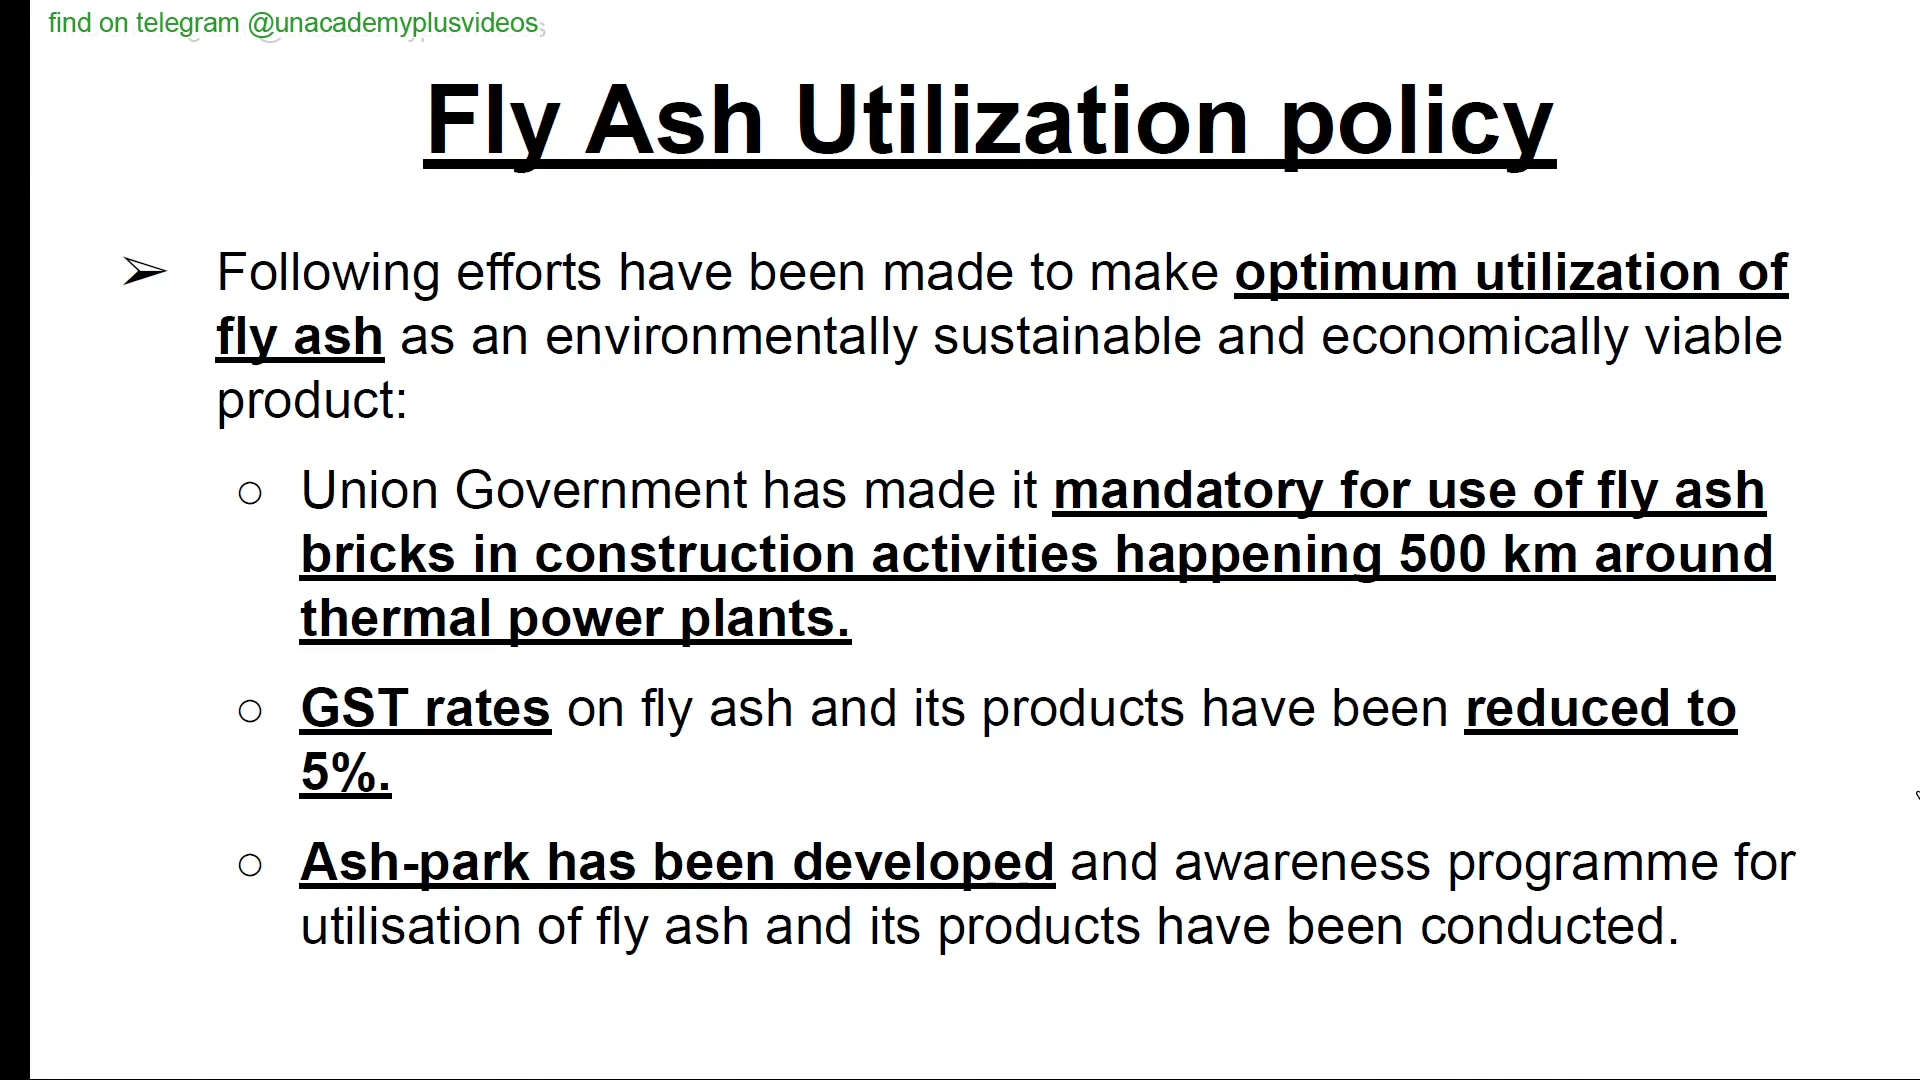 find on telegram @unacademyplusvideos
Fly Ash Utilization policy
➢ Following efforts have been made to make optimum utilization of
fly ash as an environmentally sustainable and economically viable
product:
○ Union Government has made it mandatory for use of fly ash
bricks in construction activities happening 500 km around
thermal power plants.
○ GST rates on fly ash and its products have been reduced to
5%.
○ Ash-park has been developed and awareness programme for
utilisation of fly ash and its products have been conducted.